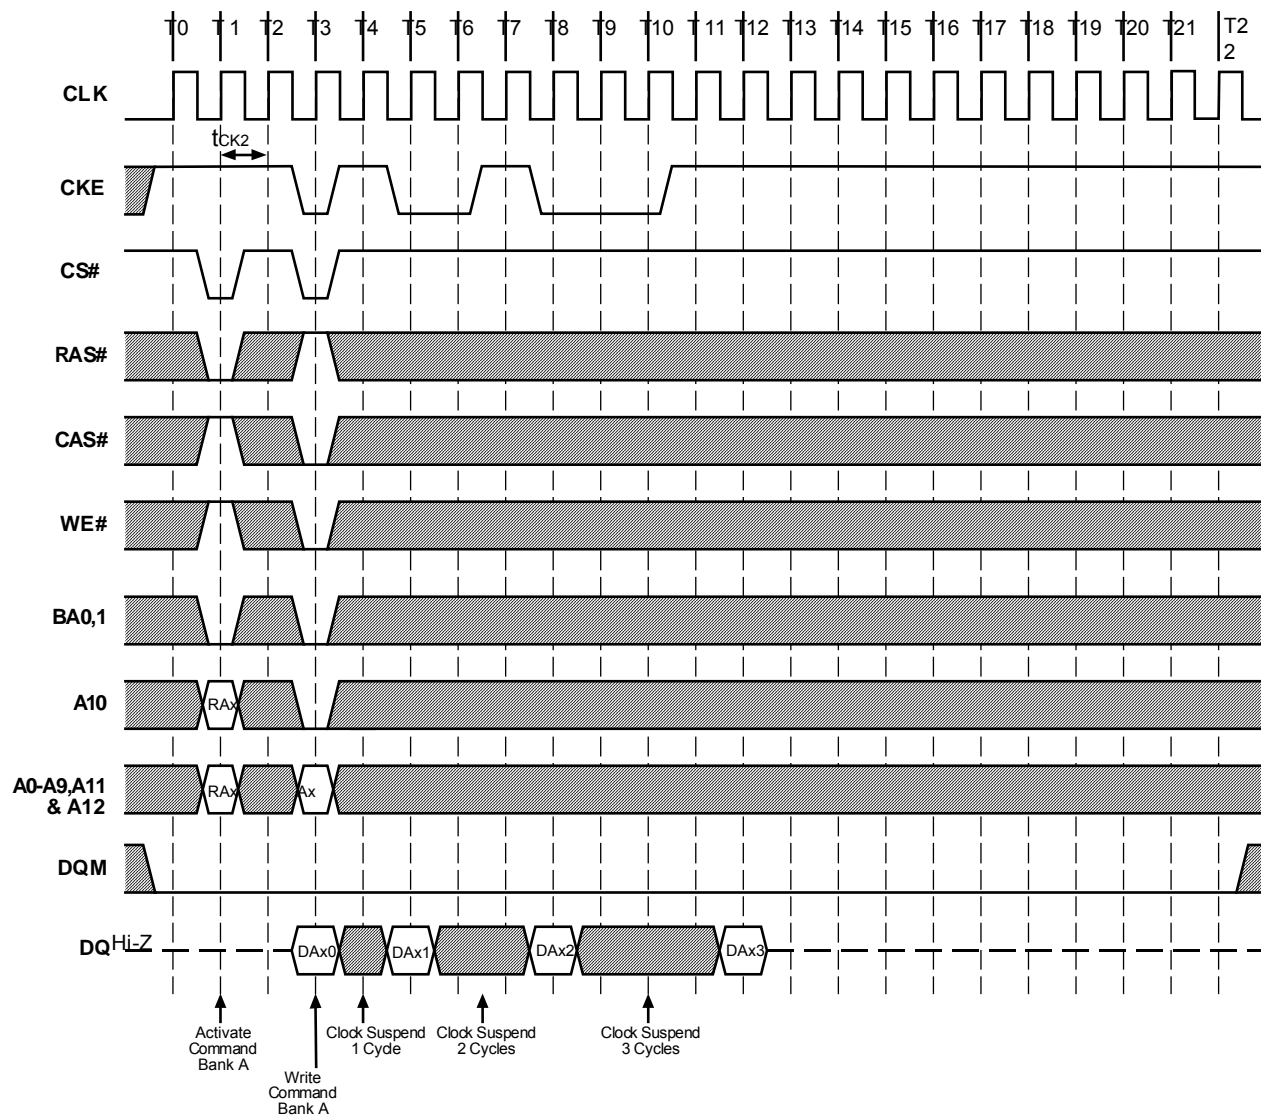 T0 T1 T2 T3 T4 T5 T6 T7 T8 T9 T10 T11 T12 T13 T14 T15 T16 T17 T18 T19 T20 T21 T2
2
CLK
tCK2
CKE
CS#
RAS#
CAS#
WE#
BA0,1
A10
RAx
A0-A9,A11
& A12
RAx
Ax
DQM
DQ
Hi-Z
DAx0
DAx1
DAx2
DAx3
Activate
Command
Bank A
Write
Command
Bank A
Clock Suspend
1 Cycle
Clock Suspend
2 Cycles
Clock Suspend
3 Cycles